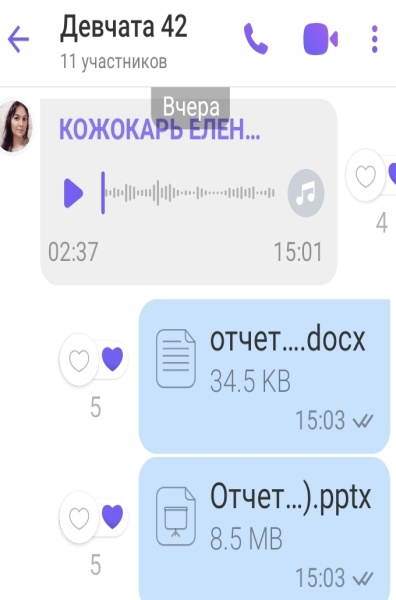 Девчата 42
11 участников
Вчера
КОЖОКАРЬ ЕЛЕН...
4
02:37
15:01
отчет....docx
34.5 KB
5
15:03
Отчет...).pptx
8.5 MB
5
15:03